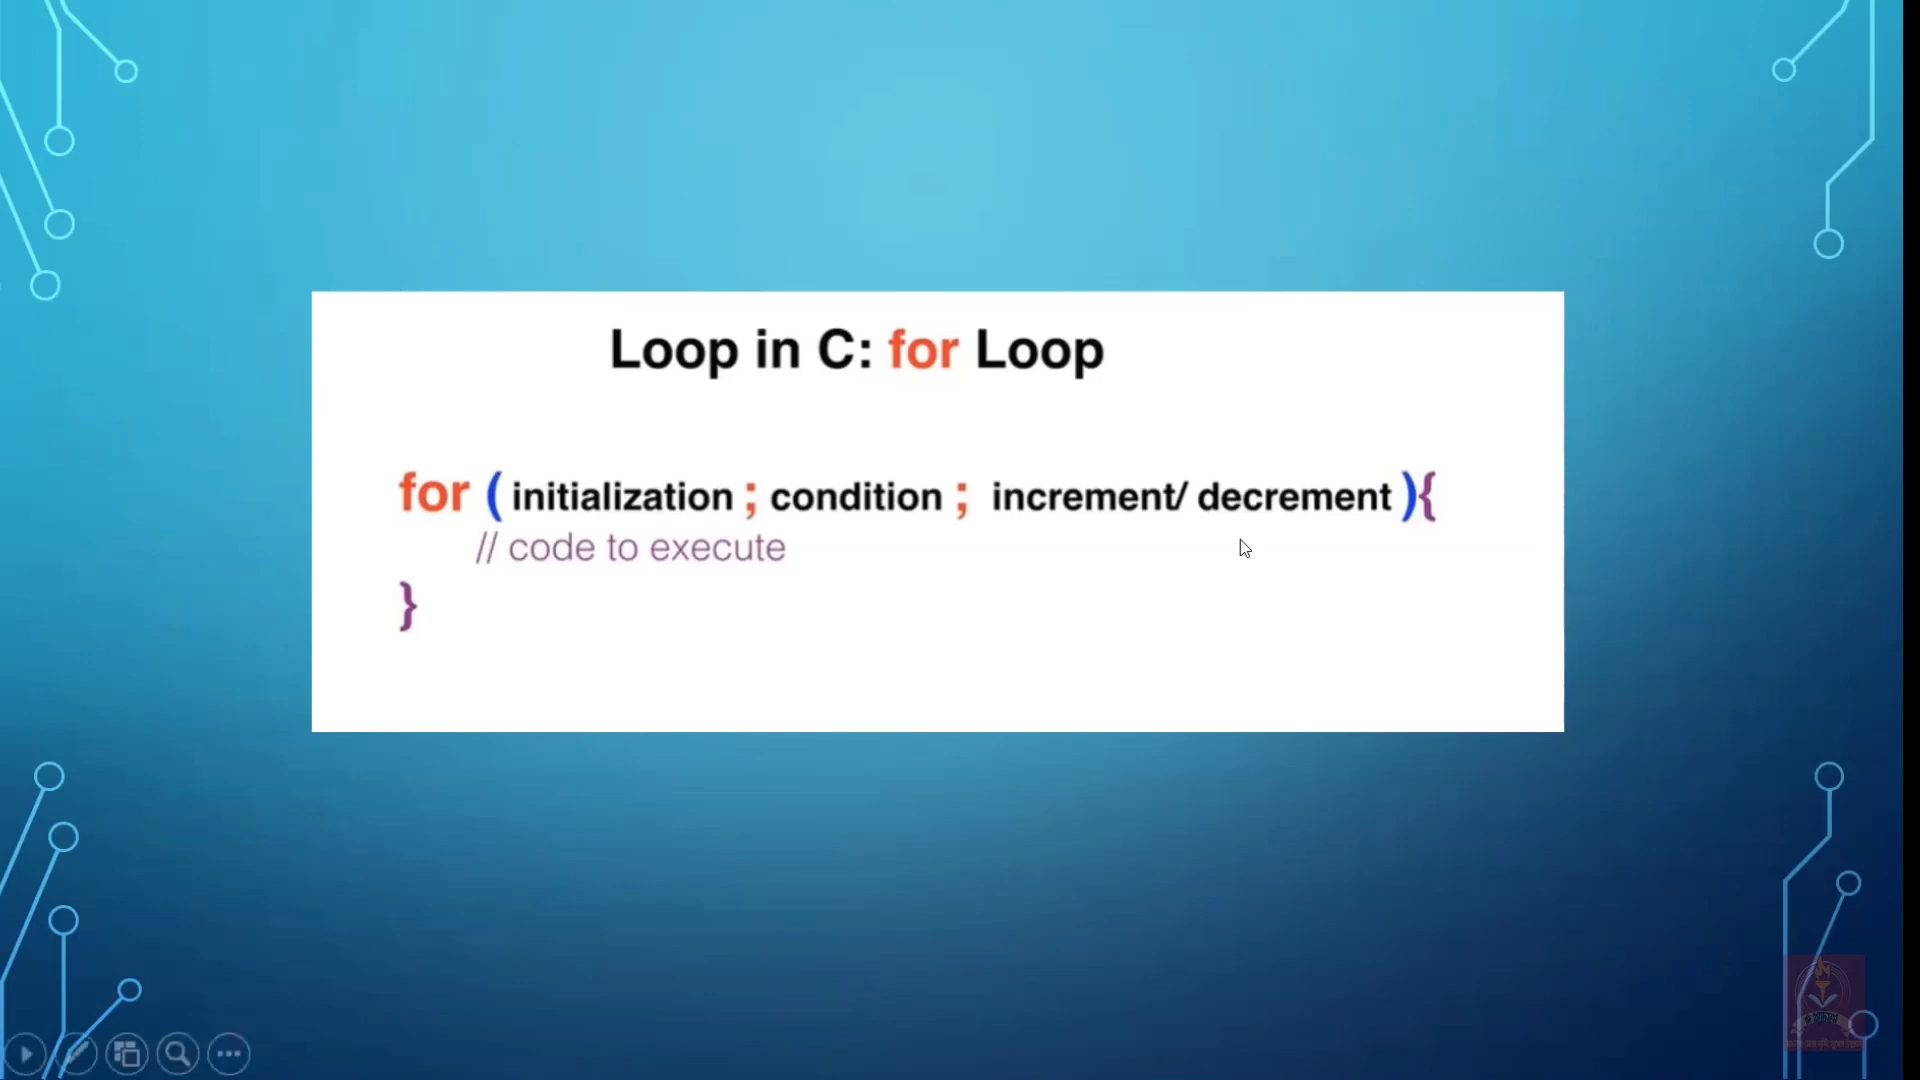 Loop in C: for Loop
for ( initialization ; condition ; increment/ decrement ){
// code to execute
}